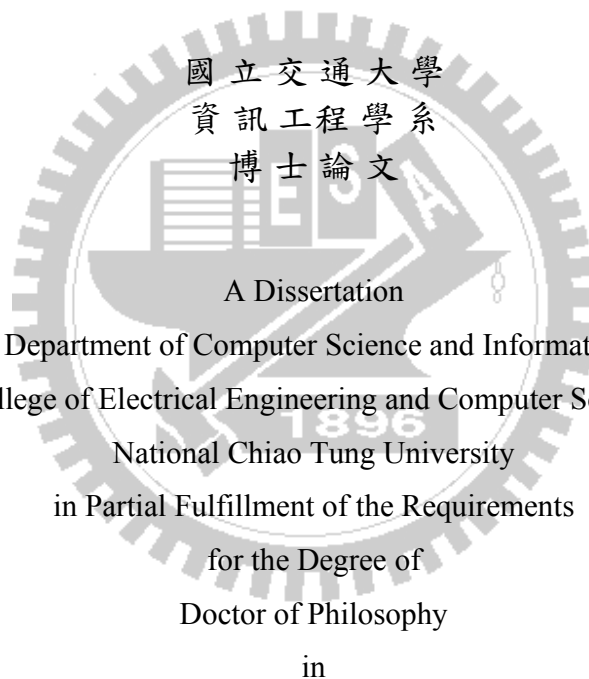 國立交通大學
資訊工程學系
博士論文
A Dissertation
Department of Computer Science and Informat
llege of Electrical Engineering and Computer S
National Chiao Tung University
in Partial Fulfillment of the Requirements
for the Degree of
Doctor of Philosophy
in
E S A
1896